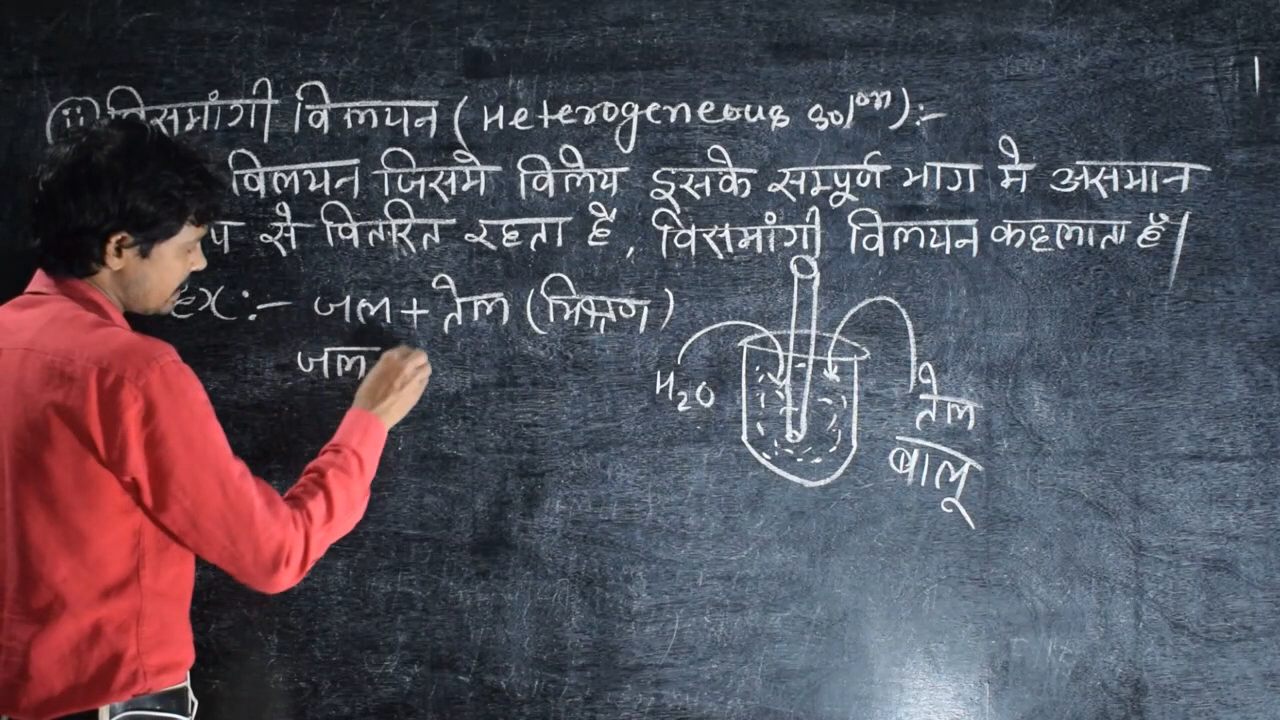 (ii) विसमांगी विलयन (Heterogeneous solᵒⁿ) :-
विलयन जिसमे विलेय इसके सम्पूर्ण भाग मे असमान
प से वितरित रहता है, विसमांगी विलयन कहलाता है|
Ex :- जल + तेल (मिश्रण)
जल
H₂O
तेल
बालू